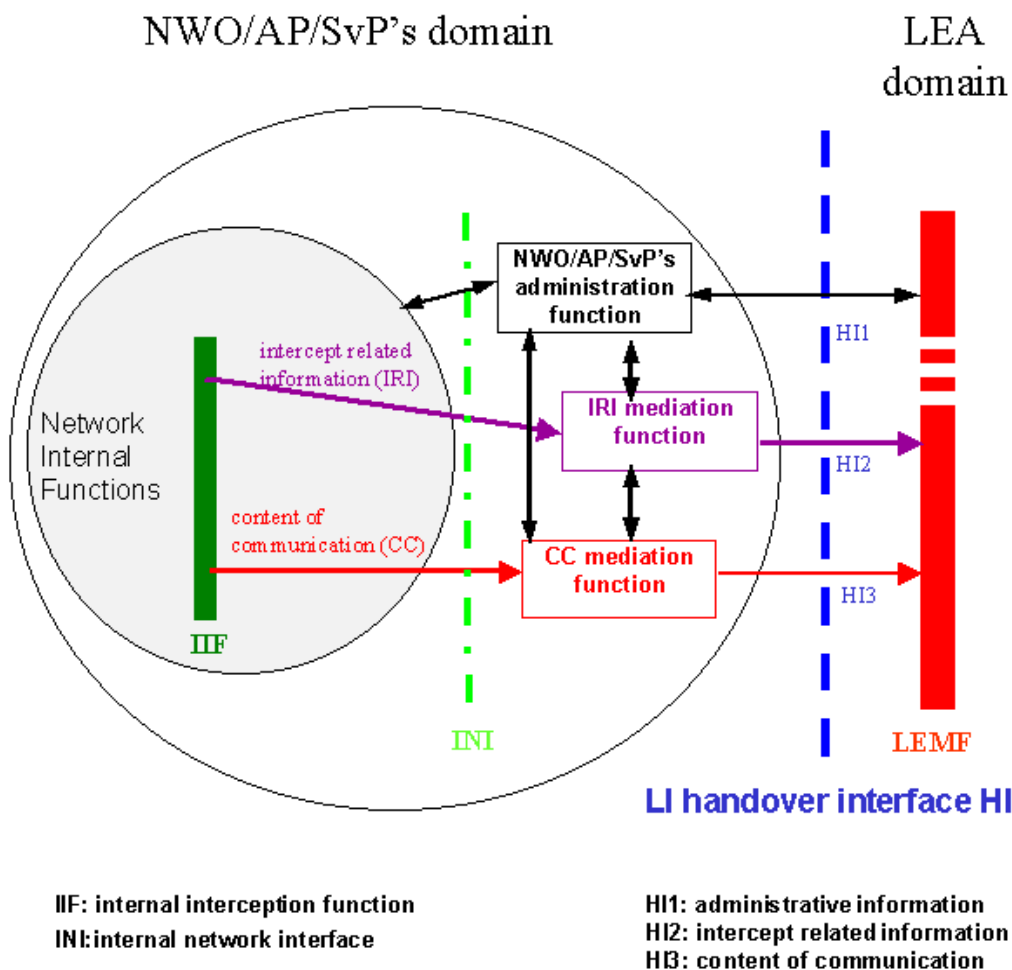 NWO/AP/SvP's domain
LEA
domain
NWO/AP/SvP's
administration
function
HI1
intercept related
information (IRI)
IRI mediation
function
Network
Internal
Functions
HI2
content of
communication (CC)
CC mediation
function
HI3
IIF
INI
LEMF
LI handover interface HI
IIF: internal interception function
INI:internal network interface
HI1: administrative information
HI2: intercept related information
HI3: content of communication